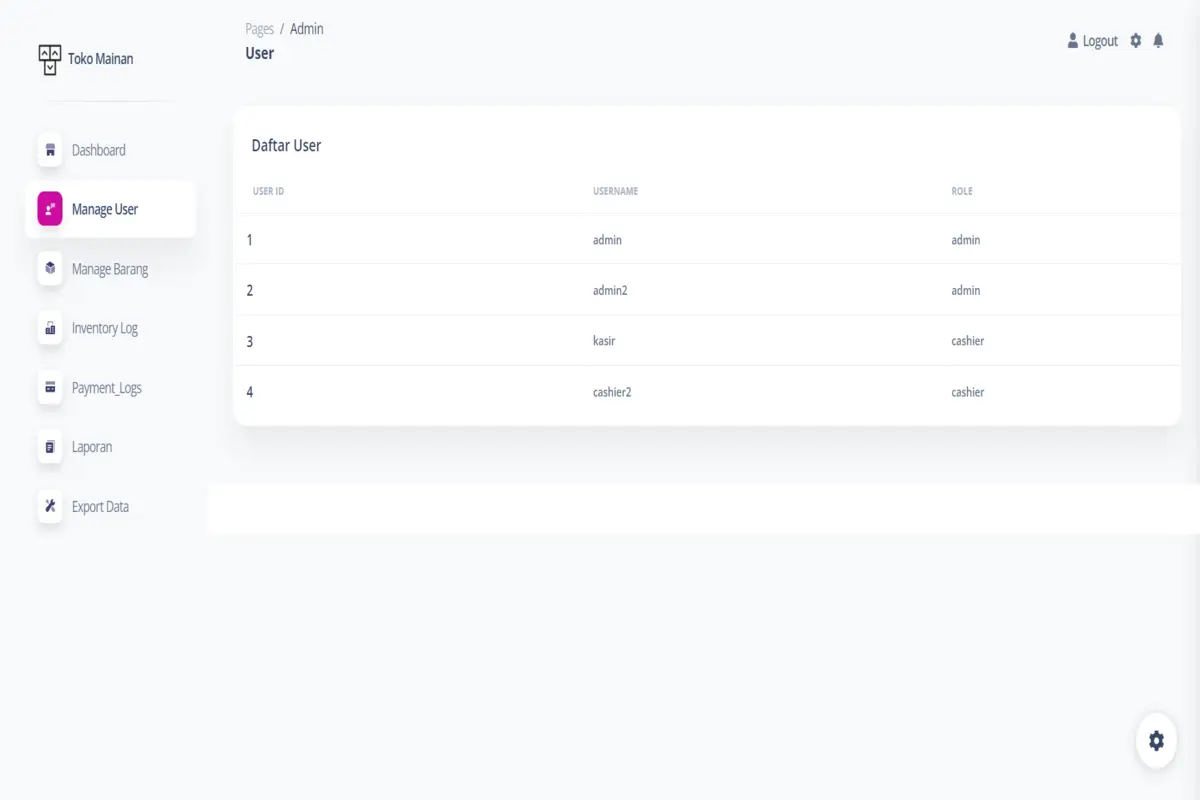 Toko Mainan
Dashboard
Manage User
Manage Barang
Inventory Log
Payment_Logs
Laporan
Export Data
Pages / Admin
User
Logout
Daftar User
USER ID USERNAME ROLE
1 admin admin
2 admin2 admin
3 kasir cashier
4 cashier2 cashier